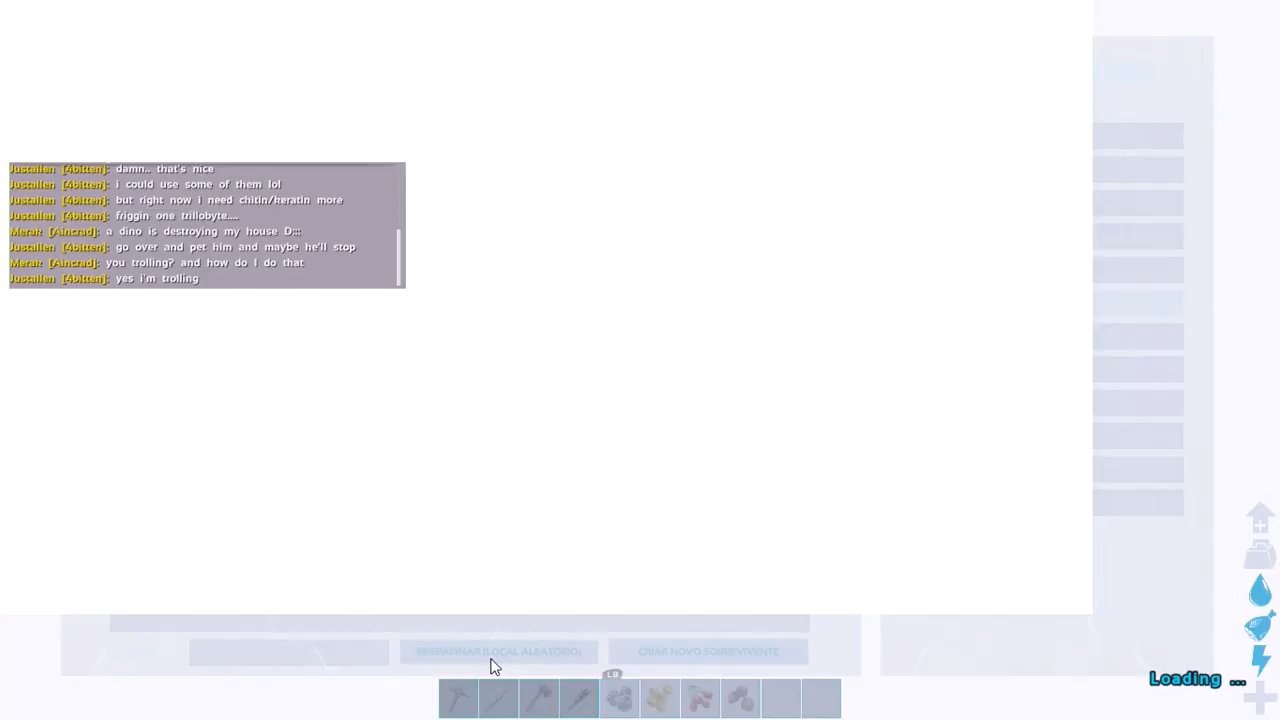 Justallen [4bitten]: damn.. that's nice
Justallen [4bitten]: i could use some of them lol
Justallen [4bitten]: but right now i need chitin/keratin more
Justallen [4bitten]: friggin one trillobyte....
Merak [Aincrad]: a dino is destroying my house D:::
Justallen [4bitten]: go over and pet him and maybe he'll stop
Merak [Aincrad]: you trolling? and how do I do that
Justallen [4bitten]: yes i'm trolling
RESPAWNAR (LOCAL ALEATÓRIO)
CRIAR NOVO SOBREVIVENTE
LB
Loading ...